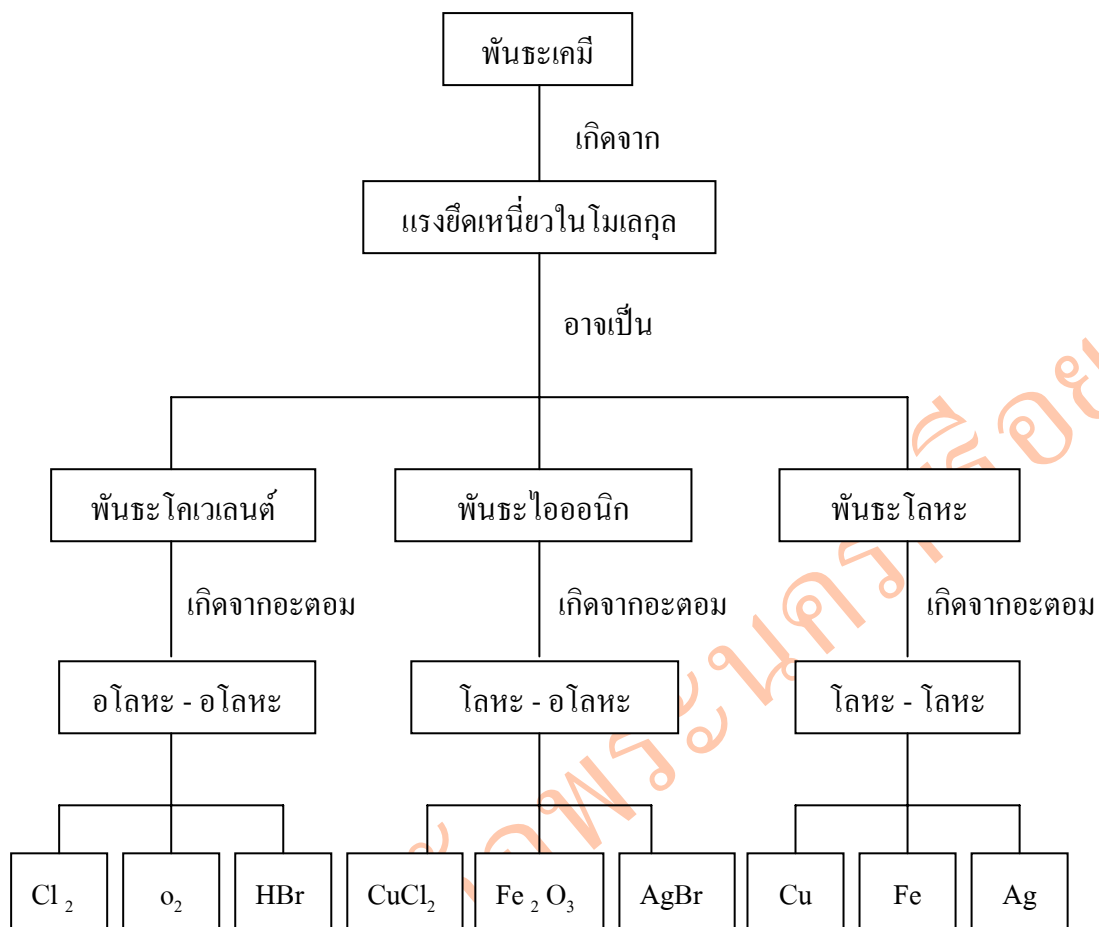 พันธะเคมี
เกิดจาก
แรงยึดเหนี่ยวในโมเลกุล
อาจเป็น
พันธะโคเวเลนต์ พันธะไอออนิก พันธะโลหะ
เกิดจากอะตอม เกิดจากอะตอม เกิดจากอะตอม
อโลหะ - อโลหะ โลหะ - อโลหะ โลหะ - โลหะ
Cl₂ o₂ HBr CuCl₂ Fe₂O₃ AgBr Cu Fe Ag